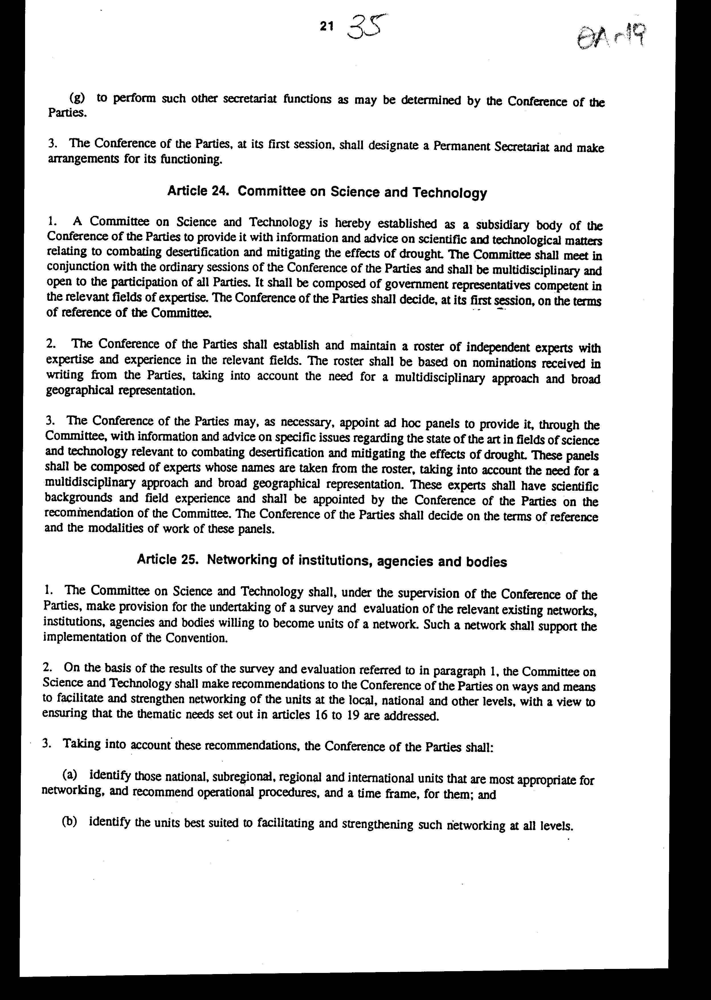 21 35
(g) to perform such other secretariat functions as may be determined by the Conference of the
Parties.
3. The Conference of the Parties, at its first session, shall designate a Permanent Secretariat and make
arrangements for its functioning.
Article 24. Committee on Science and Technology
1. A Committee on Science and Technology is hereby established as a subsidiary body of the
Conference of the Parties to provide it with information and advice on scientific and technological matters
relating to combating desertification and mitigating the effects of drought. The Committee shall meet in
conjunction with the ordinary sessions of the Conference of the Parties and shall be multidisciplinary and
open to the participation of all Parties. It shall be composed of government representatives competent in
the relevant fields of expertise. The Conference of the Parties shall decide, at its first session, on the terms
of reference of the Committee.
2. The Conference of the Parties shall establish and maintain a roster of independent experts with
expertise and experience in the relevant fields. The roster shall be based on nominations received in
writing from the Parties, taking into account the need for a multidisciplinary approach and broad
geographical representation.
3. The Conference of the Parties may, as necessary, appoint ad hoc panels to provide it, through the
Committee, with information and advice on specific issues regarding the state of the art in fields of science
and technology relevant to combating desertification and mitigating the effects of drought. These panels
shall be composed of experts whose names are taken from the roster, taking into account the need for a
multidisciplinary approach and broad geographical representation. These experts shall have scientific
backgrounds and field experience and shall be appointed by the Conference of the Parties on the
recommendation of the Committee. The Conference of the Parties shall decide on the terms of reference
and the modalities of work of these panels.
Article 25. Networking of institutions, agencies and bodies
1. The Committee on Science and Technology shall, under the supervision of the Conference of the
Parties, make provision for the undertaking of a survey and evaluation of the relevant existing networks,
institutions, agencies and bodies willing to become units of a network. Such a network shall support the
implementation of the Convention.
2. On the basis of the results of the survey and evaluation referred to in paragraph 1, the Committee on
Science and Technology shall make recommendations to the Conference of the Parties on ways and means
to facilitate and strengthen networking of the units at the local, national and other levels, with a view to
ensuring that the thematic needs set out in articles 16 to 19 are addressed.
3. Taking into account these recommendations, the Conference of the Parties shall:
(a) identify those national, subregional, regional and international units that are most appropriate for
networking, and recommend operational procedures, and a time frame, for them; and
(b) identify the units best suited to facilitating and strengthening such networking at all levels.